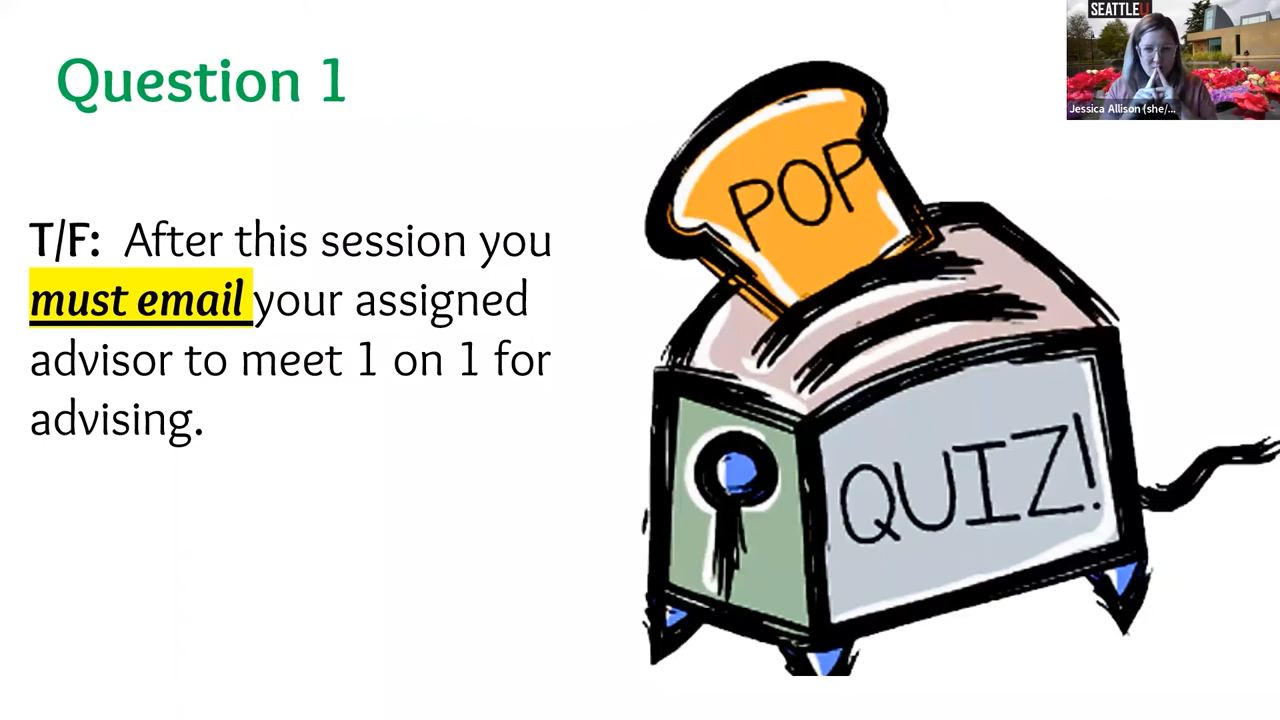 Question 1
SEATTLEU
Jessica Allison (she/...
T/F: After this session you
must email your assigned
advisor to meet 1 on 1 for
advising.
POP
QUIZ!